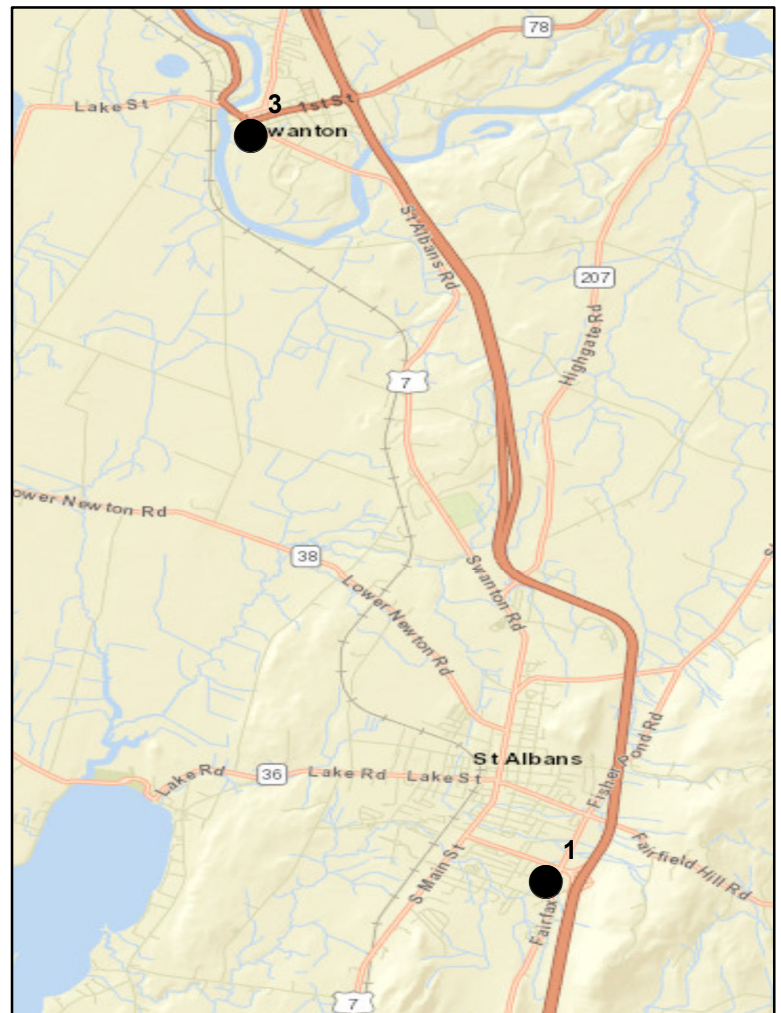 78
Lake St
3
1st St
wanton
St Albans Rd
207
Highgate Rd
7
ower Newton Rd
38
Lower Newton Rd
Swanton Rd
St Albans
Fisher Pond Rd
Lake Rd
36
Lake Rd
Lake St
1
Fairfield Hill Rd
S Main St
Fairfax
7